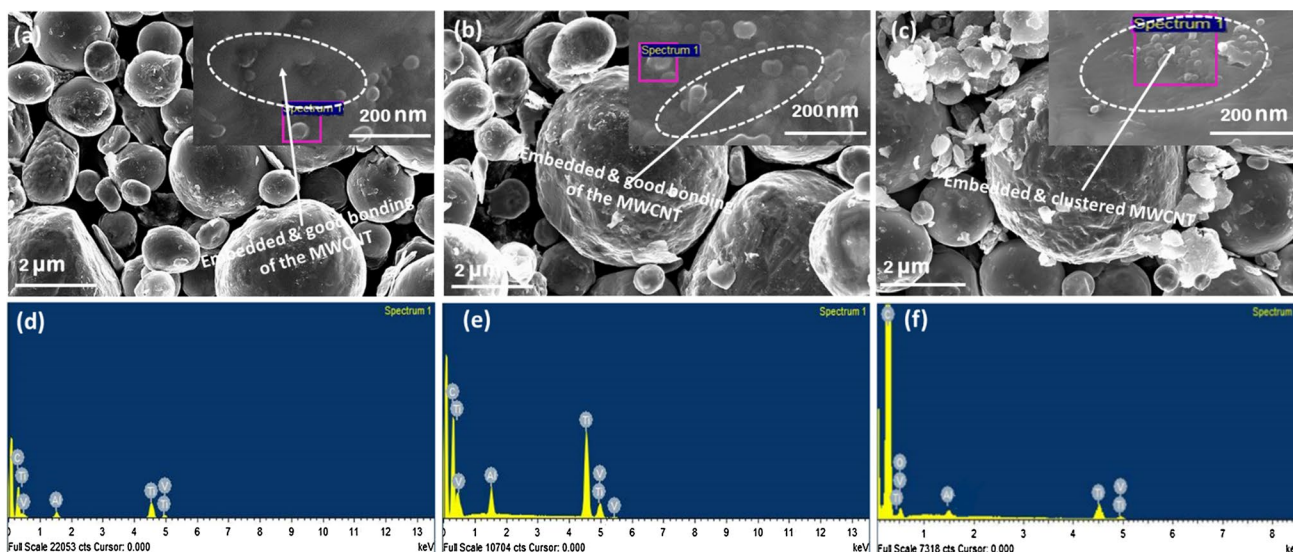 (a)
Spectrum 1
200 nm
Embedded & good bonding
of the MWCNT
2 µm
(b)
Spectrum 1
200 nm
Embedded & good bonding
of the MWCNT
2 µm
(c)
Spectrum 1
200 nm
Embedded & clustered MWCNT
2 µm
(d)
Spectrum 1
C
Ti
V
Al
Ti
V
Ti
0 1 2 3 4 5 6 7 8 9 10 11 12 13
Full Scale 22053 cts Cursor: 0.000
keV
(e)
Spectrum 1
C
Ti
V
Al
Ti
V
Ti
V
0 1 2 3 4 5 6 7 8 9 10 11 12 13
Full Scale 10704 cts Cursor: 0.000
keV
(f)
Spectrum
C
O
V
Ti
Al
Ti
V
Ti
0 1 2 3 4 5 6 7 8
Full Scale 7318 cts Cursor: 0.000
ke